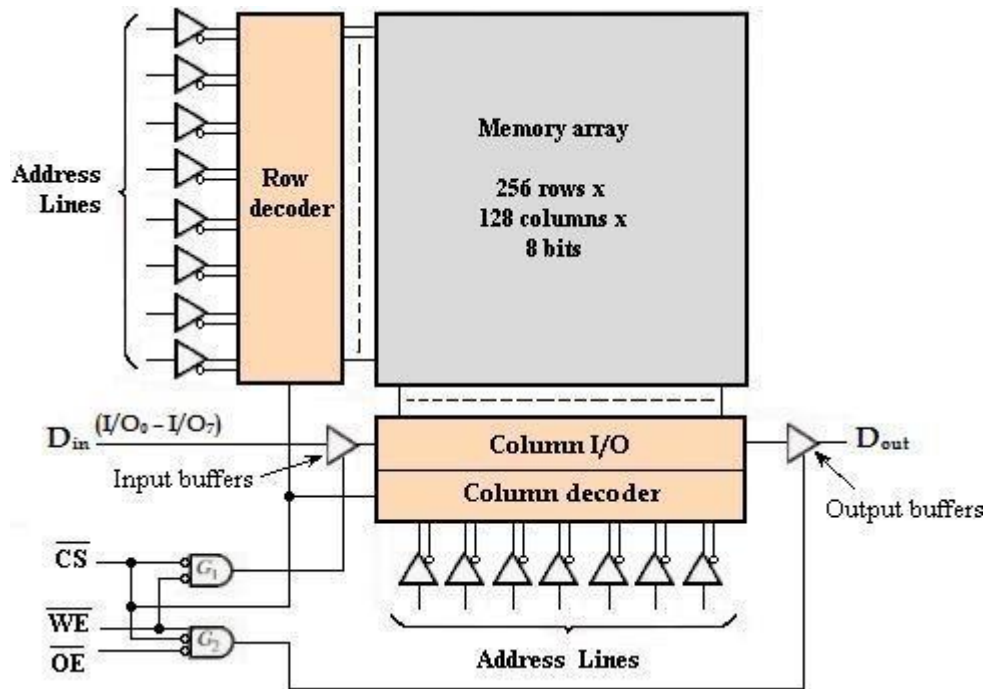 Address
Lines
Row
decoder
Memory array
256 rows x
128 columns x
8 bits
Din (I/O0 – I/O7)
Input buffers
Column I/O
Column decoder
Dout
Output buffers
CS
G1
WE
G2
OE
Address Lines